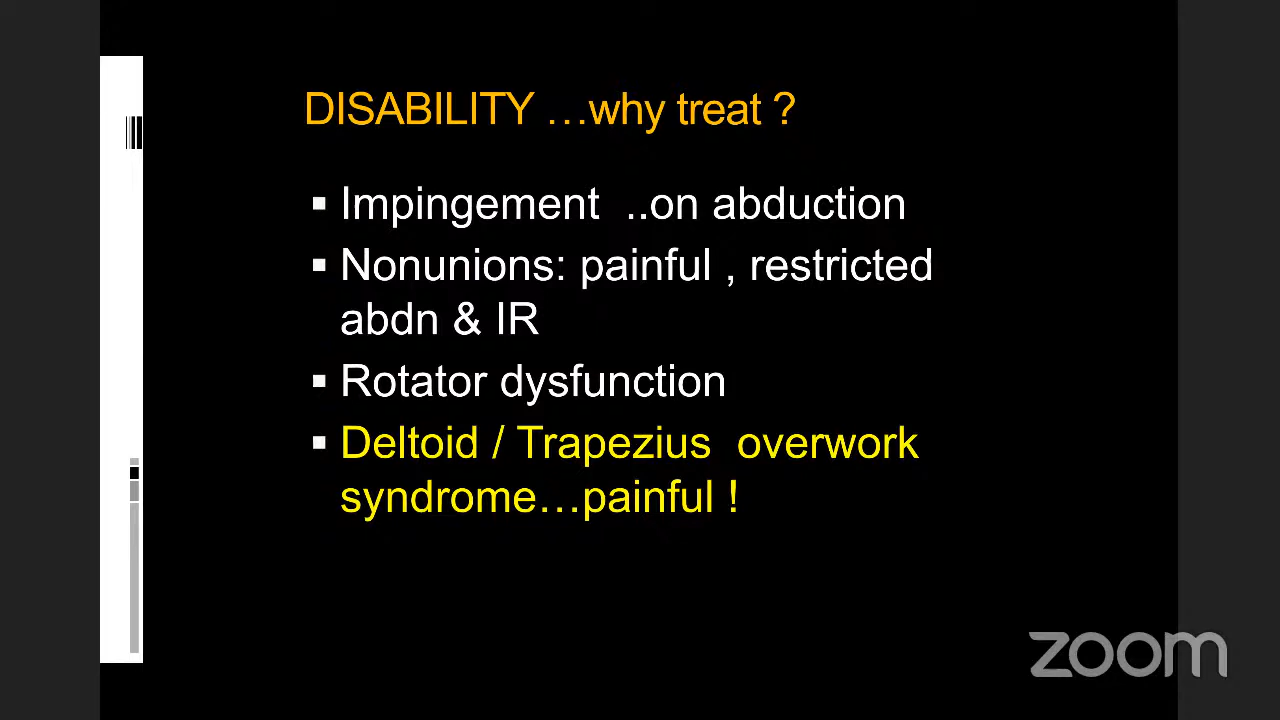 DISABILITY ...why treat ?
▪ Impingement ..on abduction
▪ Nonunions: painful , restricted
abdn & IR
▪ Rotator dysfunction
▪ Deltoid / Trapezius overwork
syndrome...painful !
zoom